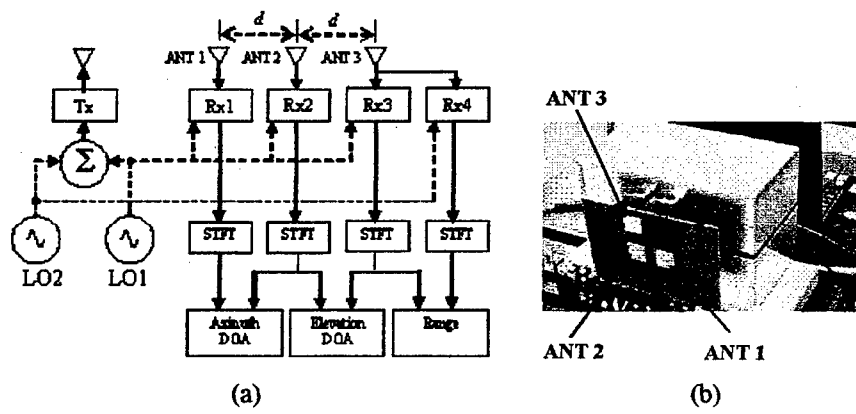 d d
ANT 1 ANT 2 ANT 3
Tx Rx1 Rx2 Rx3 Rx4
Σ
LO2 LO1
STFT STFT STFT STFT
Azimuth DOA
Elevation DOA
Range
(a)
ANT 3
ANT 2 ANT 1
(b)